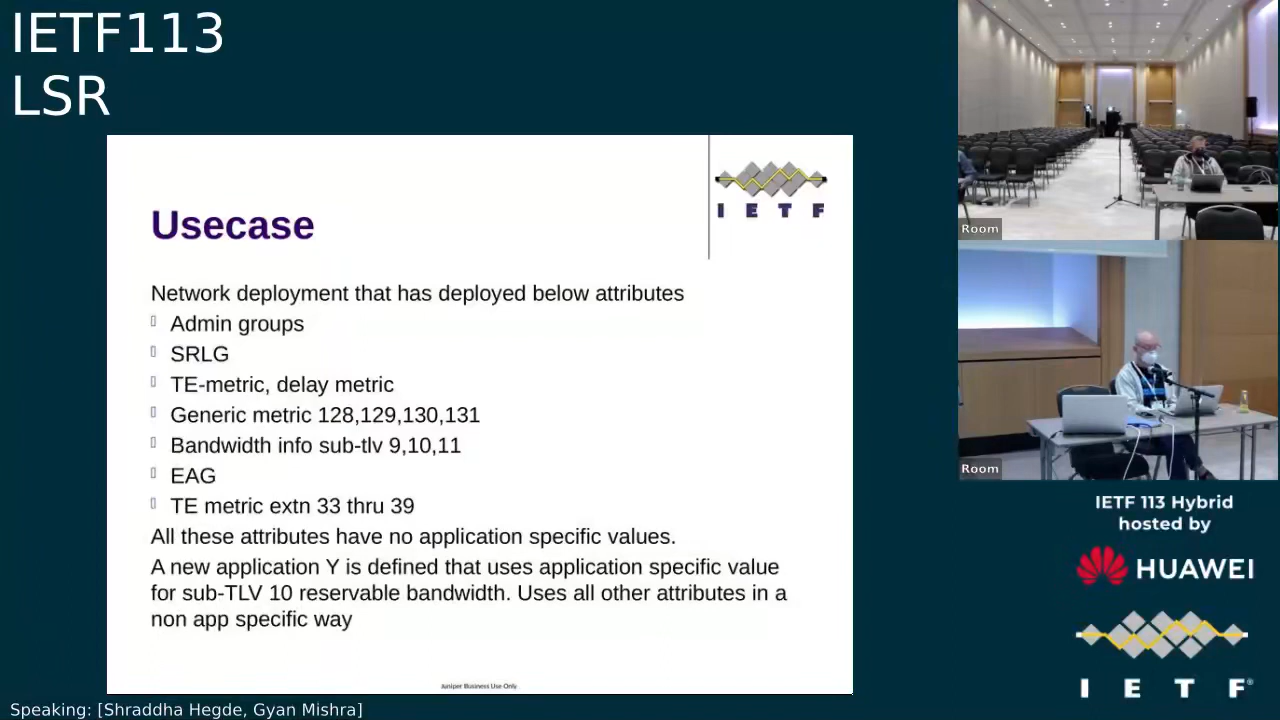 IETF113
LSR
I E T F
Usecase
Network deployment that has deployed below attributes
Admin groups
SRLG
TE-metric, delay metric
Generic metric 128,129,130,131
Bandwidth info sub-tlv 9,10,11
EAG
TE metric extn 33 thru 39
All these attributes have no application specific values.
A new application Y is defined that uses application specific value
for sub-TLV 10 reservable bandwidth. Uses all other attributes in a
non app specific way
Juniper Business Use Only
Room
Room
IETF 113 Hybrid
hosted by
HUAWEI
I E T F®
Speaking: [Shraddha Hegde, Gyan Mishra]